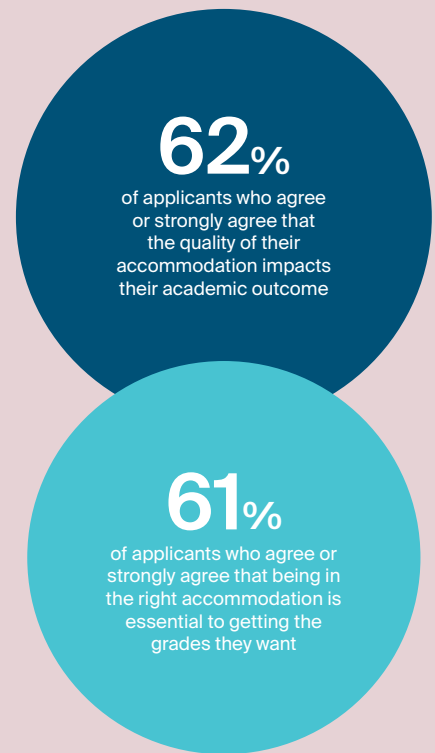 62%
of applicants who agree
or strongly agree that
the quality of their
accommodation impacts
their academic outcome
61%
of applicants who agree or
strongly agree that being in
the right accommodation is
essential to getting the
grades they want